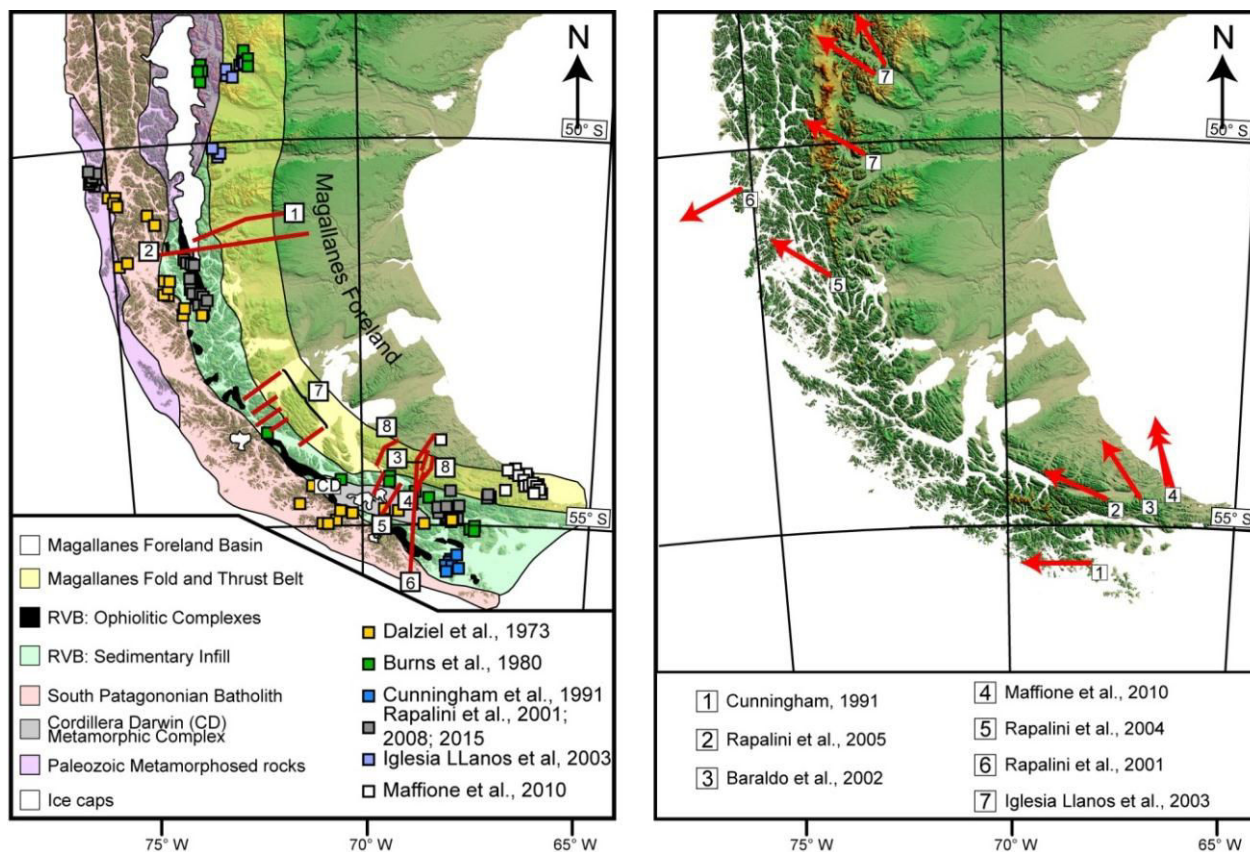 N
50° S
1
Magallanes Foreland
2
7
8
3
8
CD
4
5
55° S
6
Magallanes Foreland Basin
Magallanes Fold and Thrust Belt
RVB: Ophiolitic Complexes
RVB: Sedimentary Infill
South Patagononian Batholith
Cordillera Darwin (CD)
Metamorphic Complex
Paleozoic Metamorphosed rocks
Ice caps
Dalziel et al., 1973
Burns et al., 1980
Cunningham et al., 1991
Rapalini et al., 2001;
2008; 2015
Iglesia LLanos et al, 2003
Maffione et al., 2010
75° W
70° W
65° W
N
7
50° S
7
6
5
4
2
3
55° S
1
1 Cunningham, 1991
2 Rapalini et al., 2005
3 Baraldo et al., 2002
4 Maffione et al., 2010
5 Rapalini et al., 2004
6 Rapalini et al., 2001
7 Iglesia Llanos et al., 2003
75° W
70° W
65° W